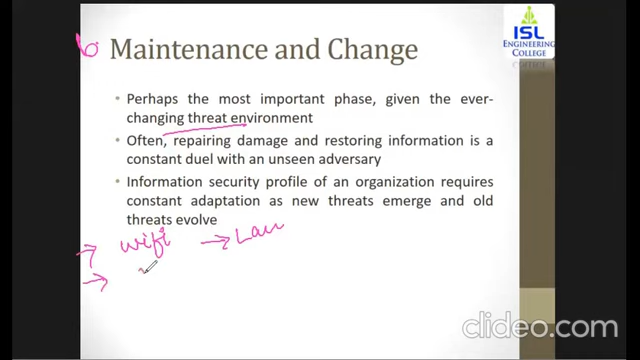 ISL
ENGINEERING
COLLEGE
6 Maintenance and Change
• Perhaps the most important phase, given the ever-
changing threat environment
• Often, repairing damage and restoring information is a
constant duel with an unseen adversary
• Information security profile of an organization requires
constant adaptation as new threats emerge and old
threats evolve
→ wifi → Lan
→
clideo.com